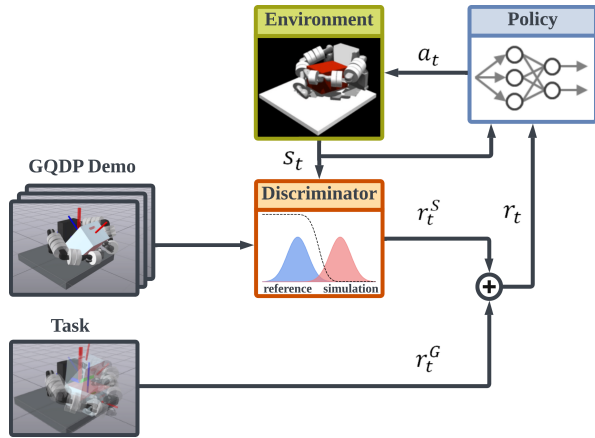 Environment
Policy
a_t
s_t
GQDP Demo
Discriminator
r_t^S
r_t
reference simulation
+
Task
r_t^G